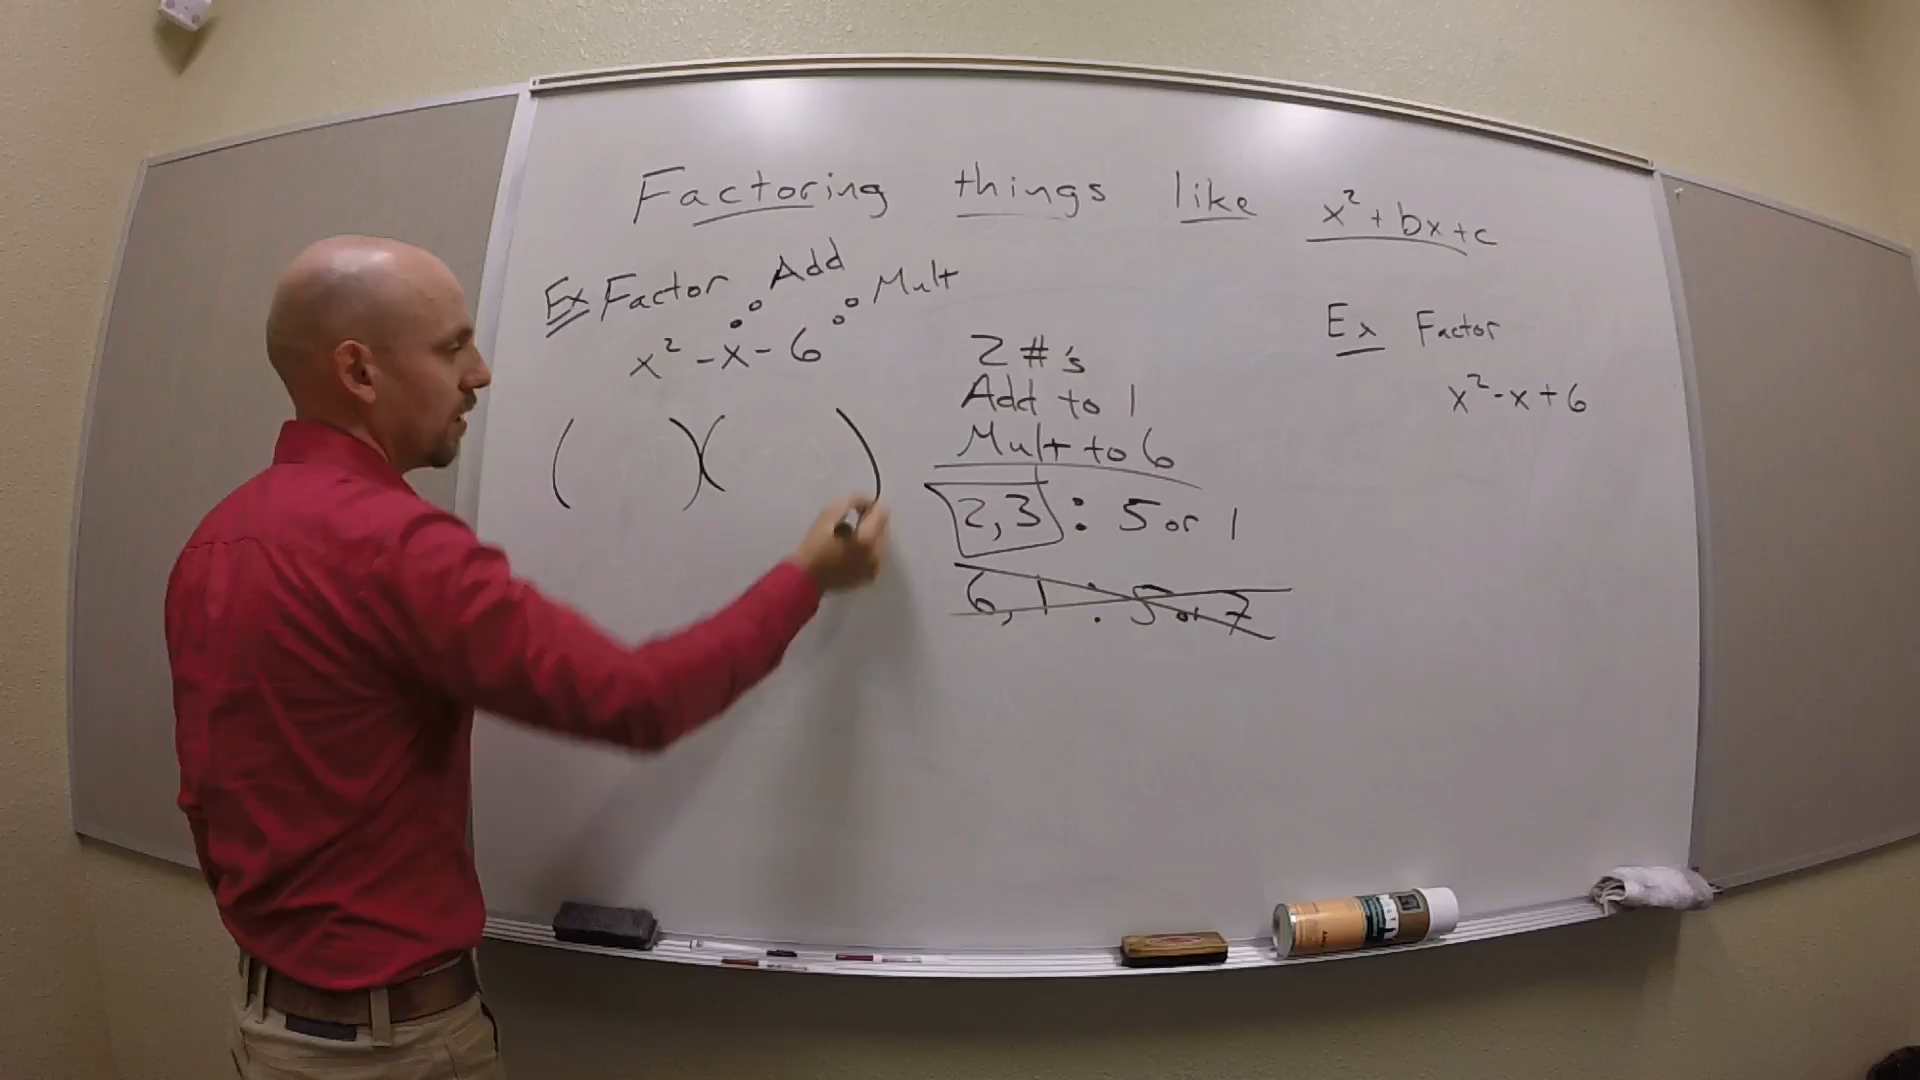 Factoring things like x² + bx + c
Ex Factor Add Mult
x² - x - 6
( )( )
2 #'s
Add to 1
Mult to 6
2, 3 : 5 or 1
6, 1 : 5 or 7
Ex Factor
x² - x + 6